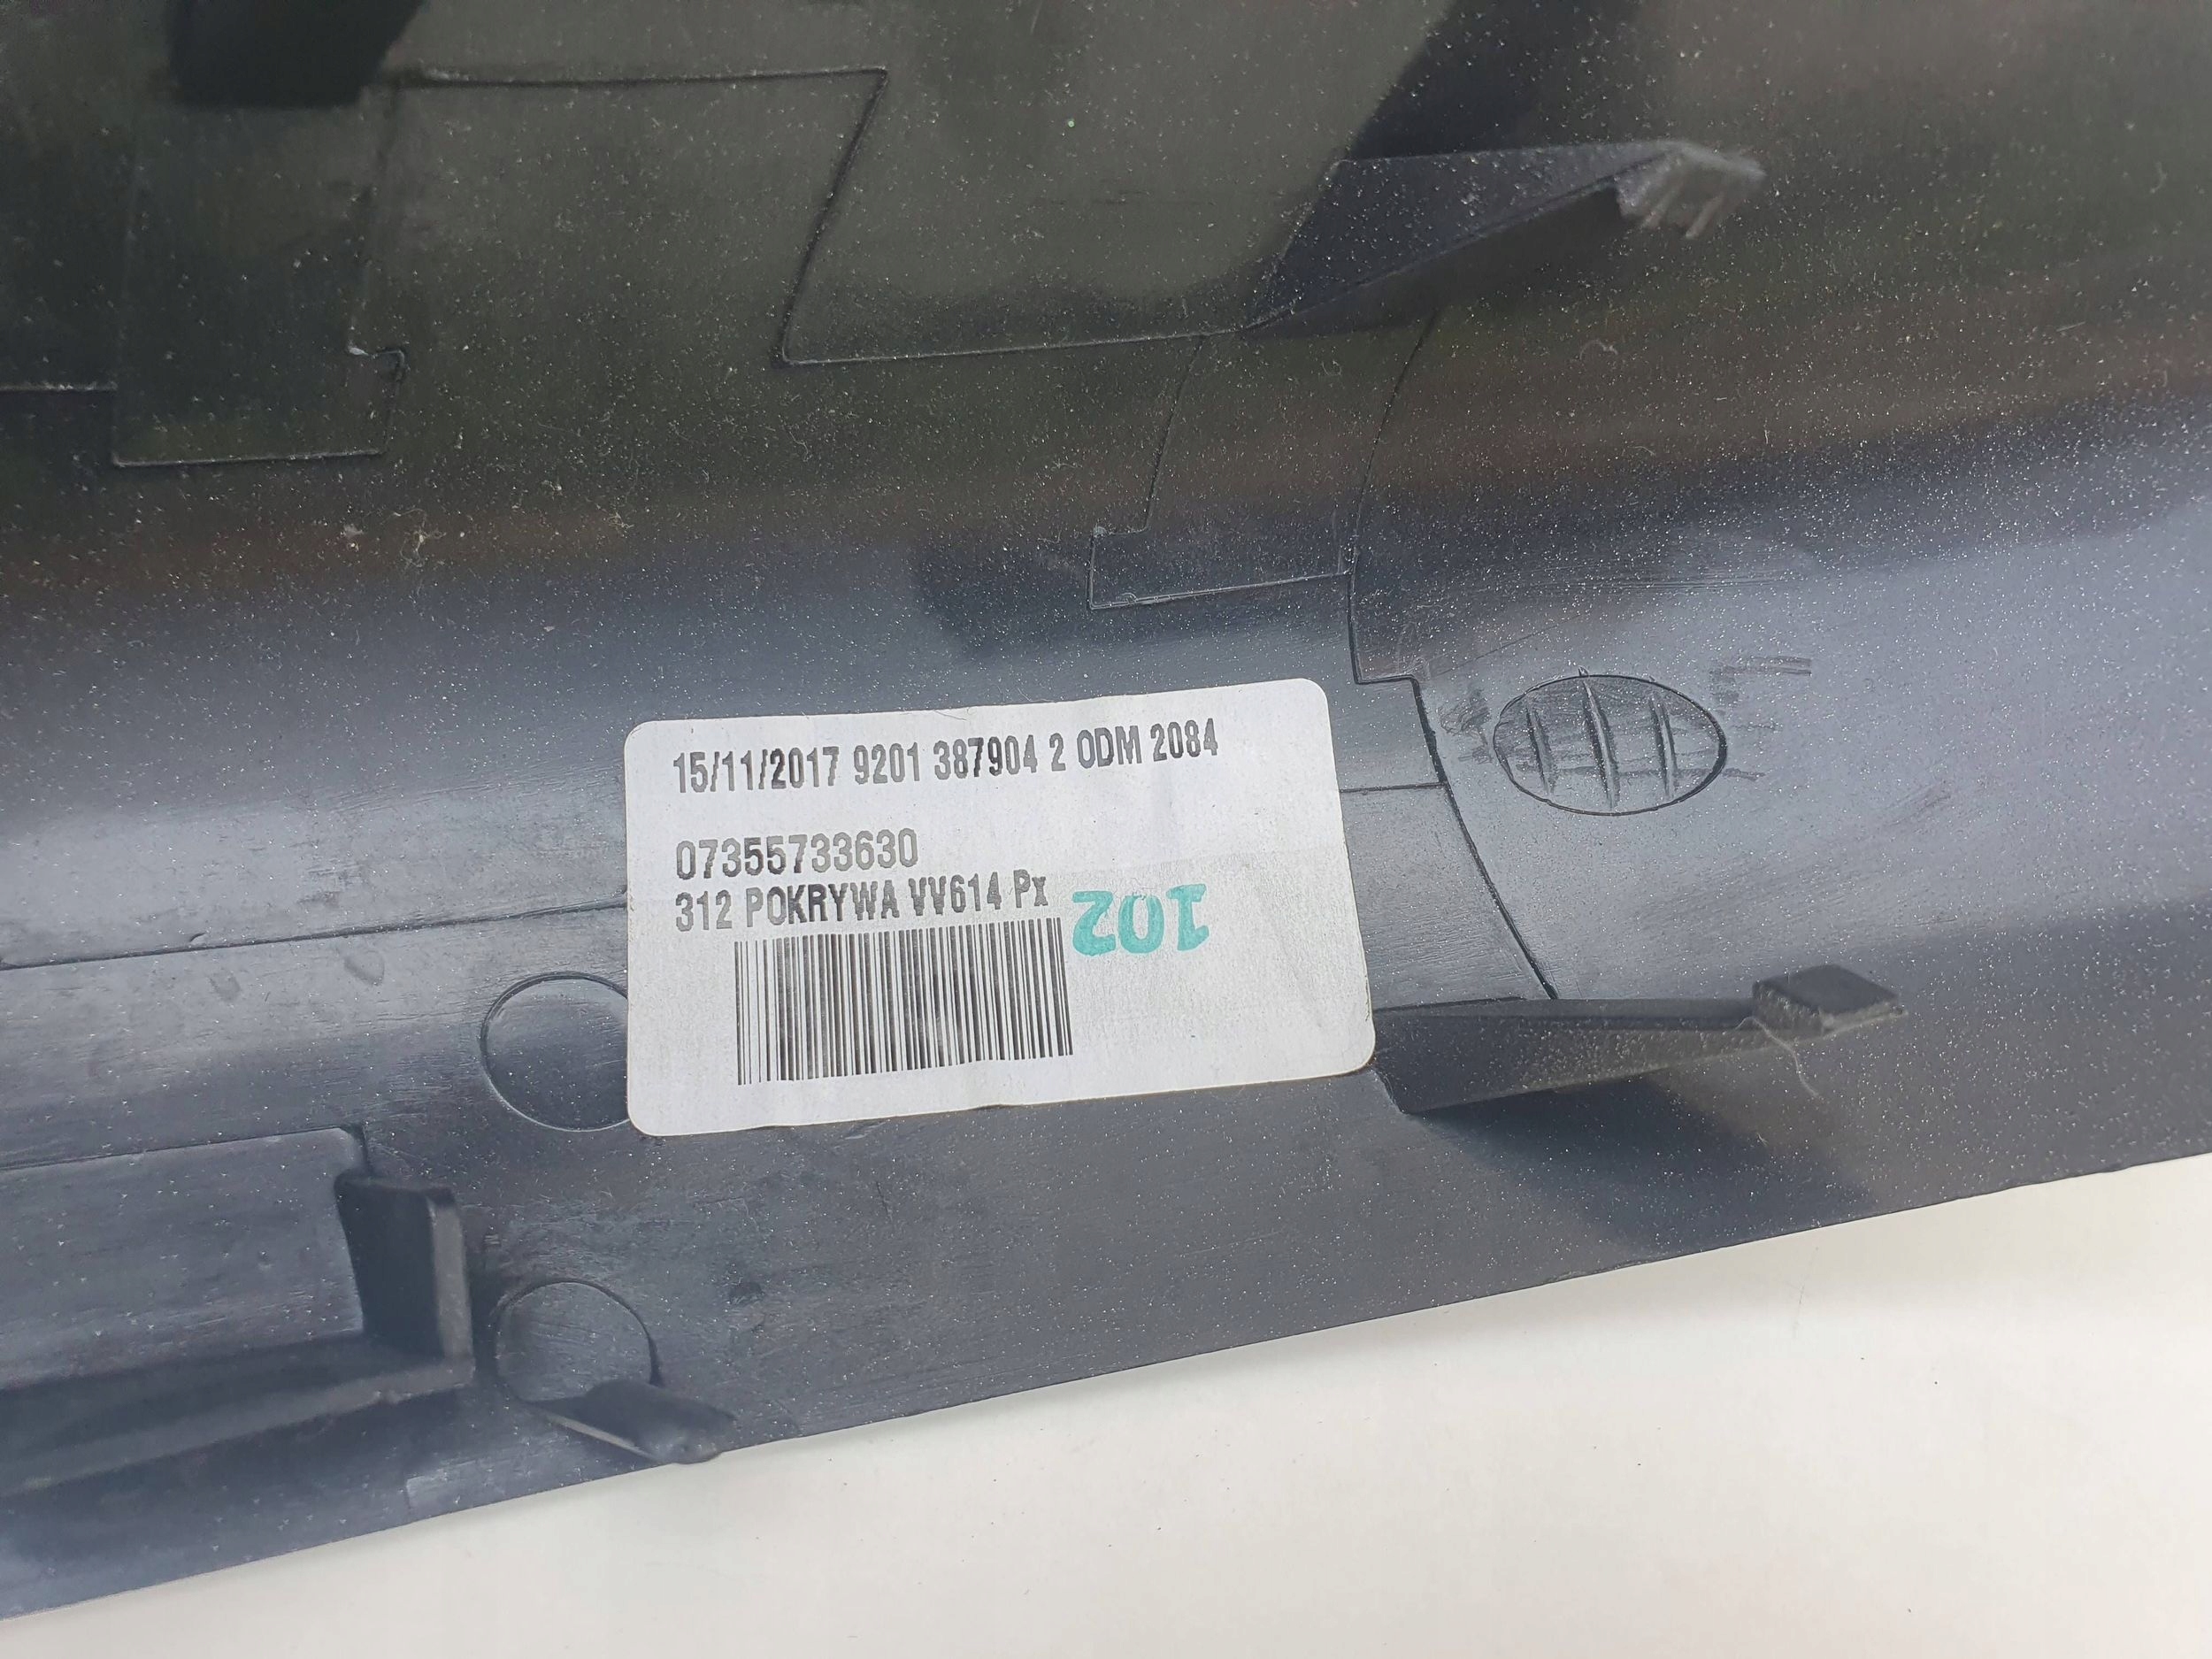 15/11/2017 9201 387904 2 ODM 2084
07355733630
312 POKRYWA VV614 Px
102